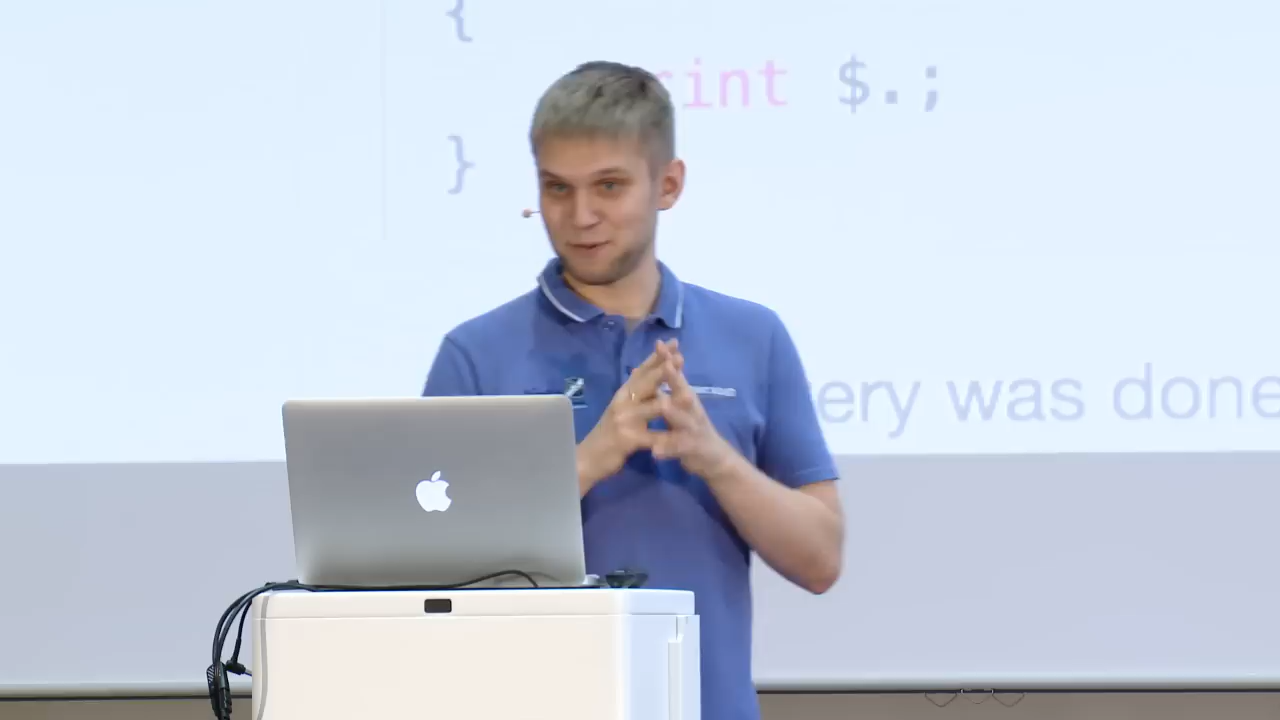 {
rint $.;
}
ery was done